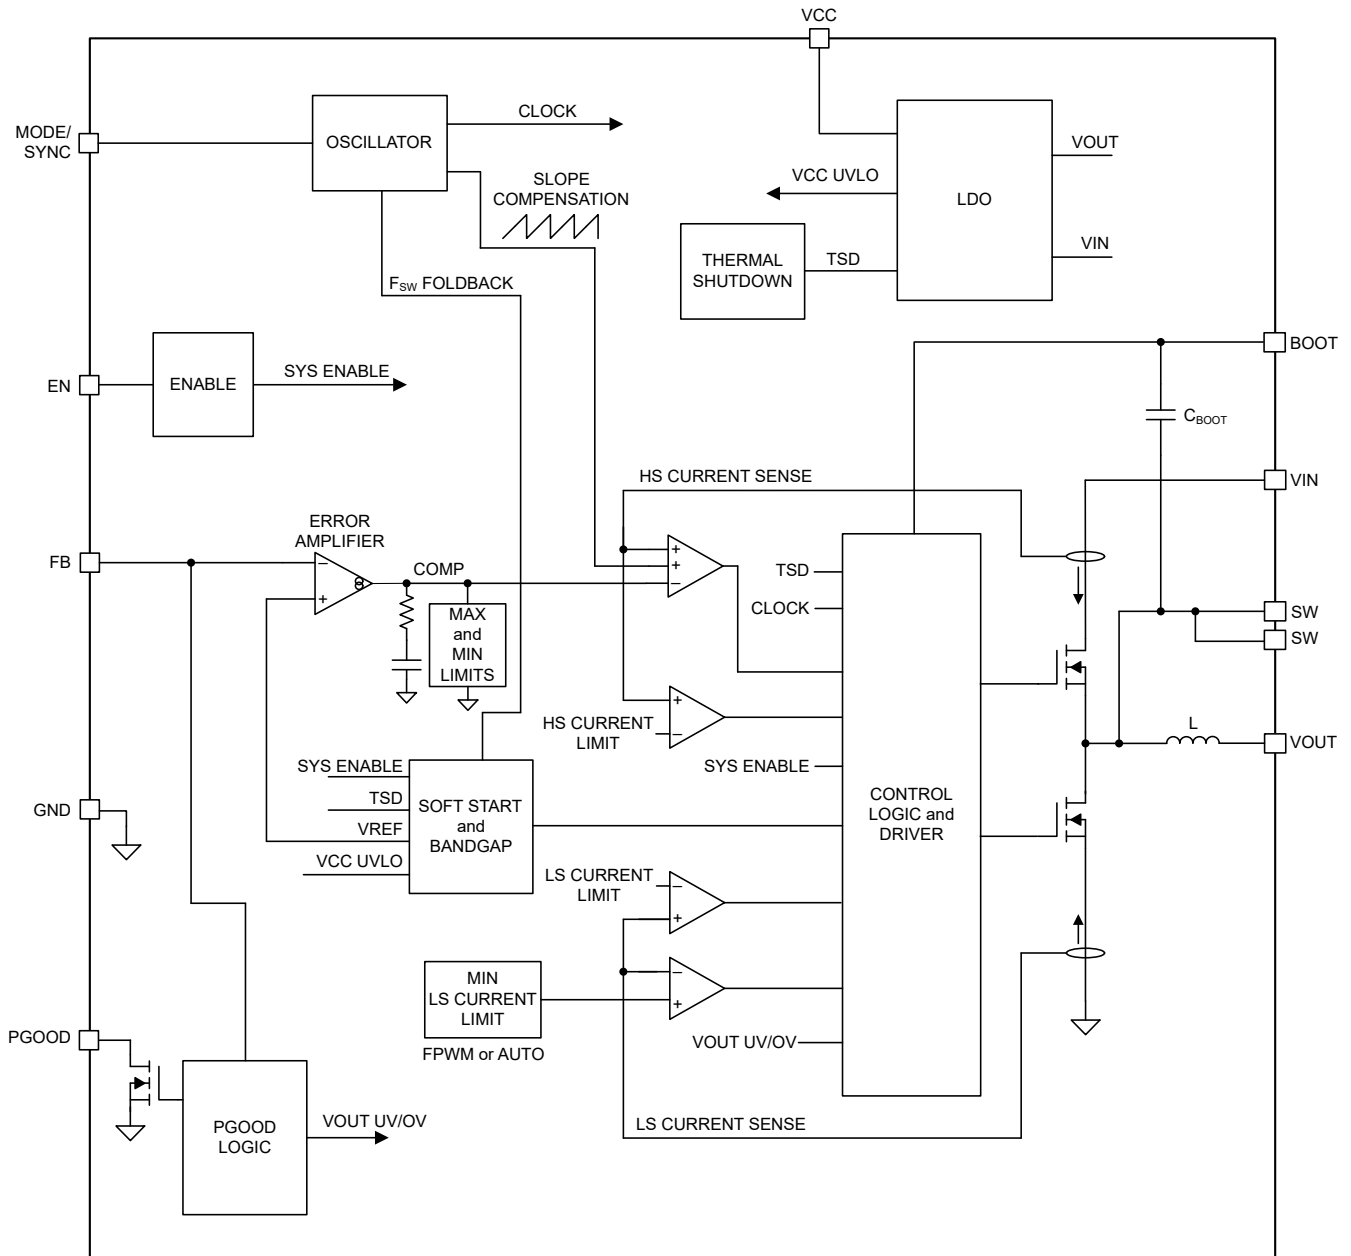 VCC
MODE/
SYNC
OSCILLATOR
CLOCK
SLOPE
COMPENSATION
VCC UVLO
LDO
VOUT
VIN
THERMAL
SHUTDOWN
TSD
FSW FOLDBACK
BOOT
EN
ENABLE
SYS ENABLE
CBOOT
HS CURRENT SENSE
VIN
ERROR
AMPLIFIER
FB
−
+
COMP
+
+
−
MAX
and
MIN
LIMITS
TSD
CLOCK
SW
SW
+
−
HS CURRENT
LIMIT
L
VOUT
SYS ENABLE
SYS ENABLE
TSD
VREF
VCC UVLO
SOFT START
and
BANDGAP
CONTROL
LOGIC and
DRIVER
GND
LS CURRENT
LIMIT
−
+
MIN
LS CURRENT
LIMIT
−
+
FPWM or AUTO
VOUT UV/OV
PGOOD
PGOOD
LOGIC
VOUT UV/OV
LS CURRENT SENSE